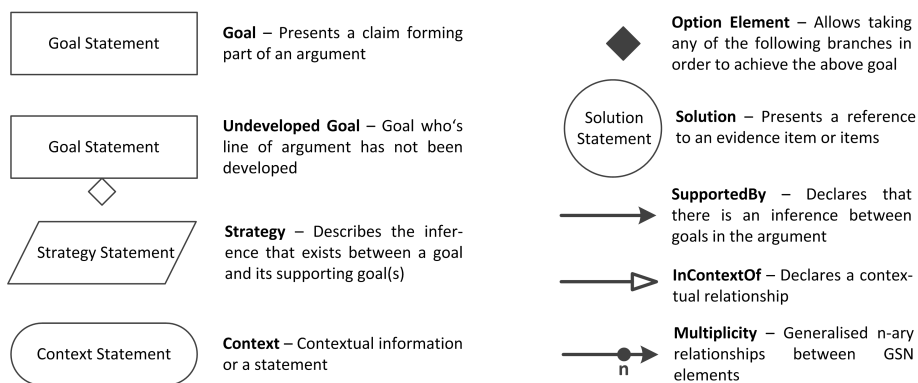 Goal Statement
Goal – Presents a claim forming
part of an argument
Goal Statement
Undeveloped Goal – Goal who‘s
line of argument has not been
developed
Strategy Statement
Strategy – Describes the infer-
ence that exists between a goal
and its supporting goal(s)
Context Statement
Context – Contextual information
or a statement
Option Element – Allows taking
any of the following branches in
order to achieve the above goal
Solution
Statement
Solution – Presents a reference
to an evidence item or items
SupportedBy – Declares that
there is an inference between
goals in the argument
InContextOf – Declares a contex-
tual relationship
n
Multiplicity – Generalised n-ary
relationships between GSN
elements